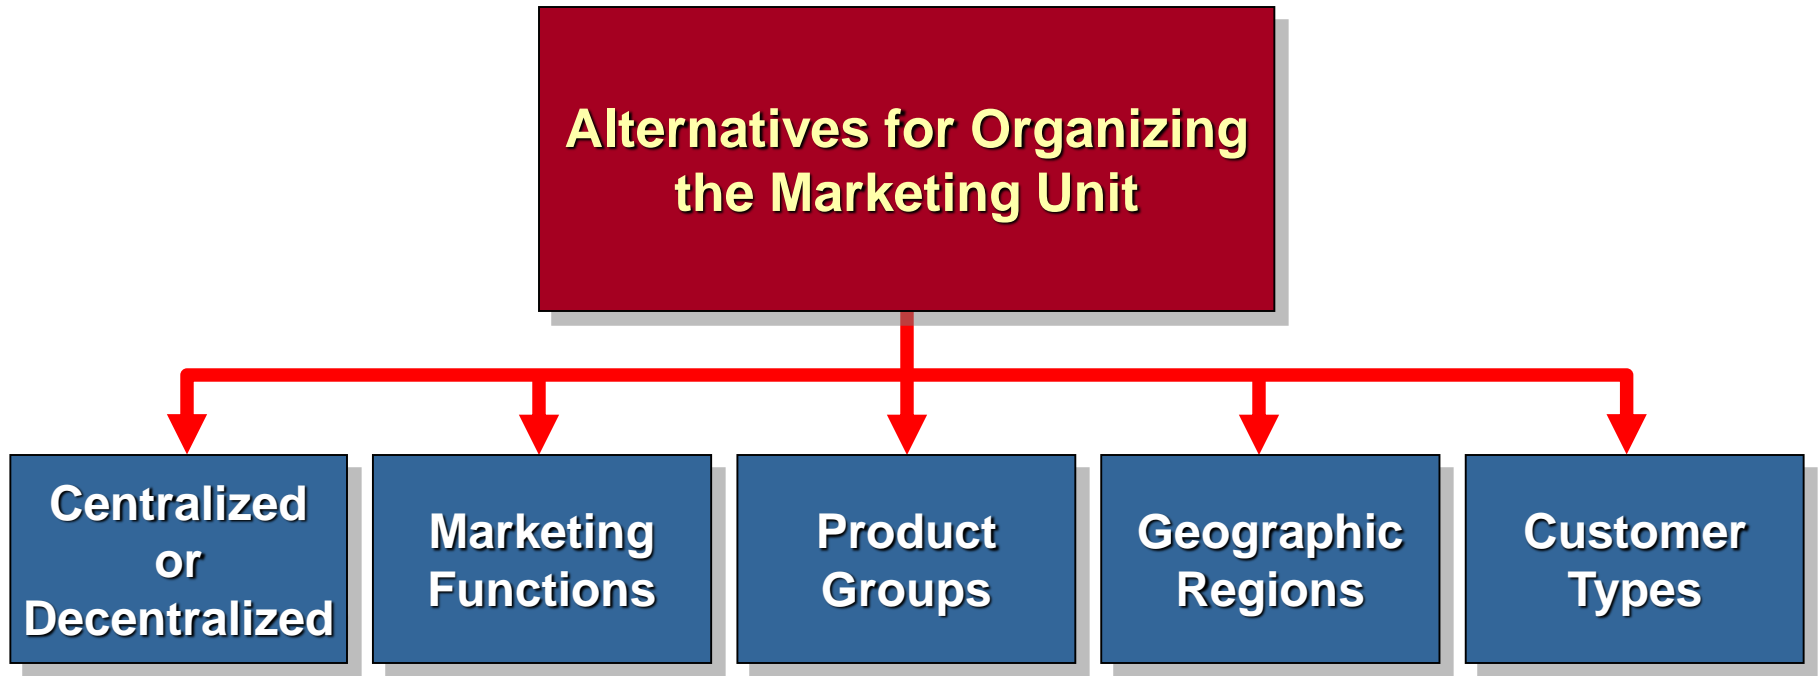 Alternatives for Organizing
the Marketing Unit
Centralized
or
Decentralized
Marketing
Functions
Product
Groups
Geographic
Regions
Customer
Types